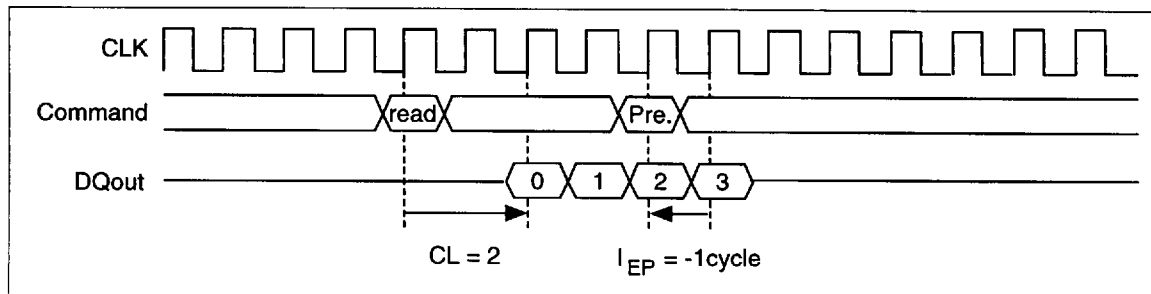 CLK
Command read Pre.
DQout 0 1 2 3
CL = 2 I EP = -1cycle